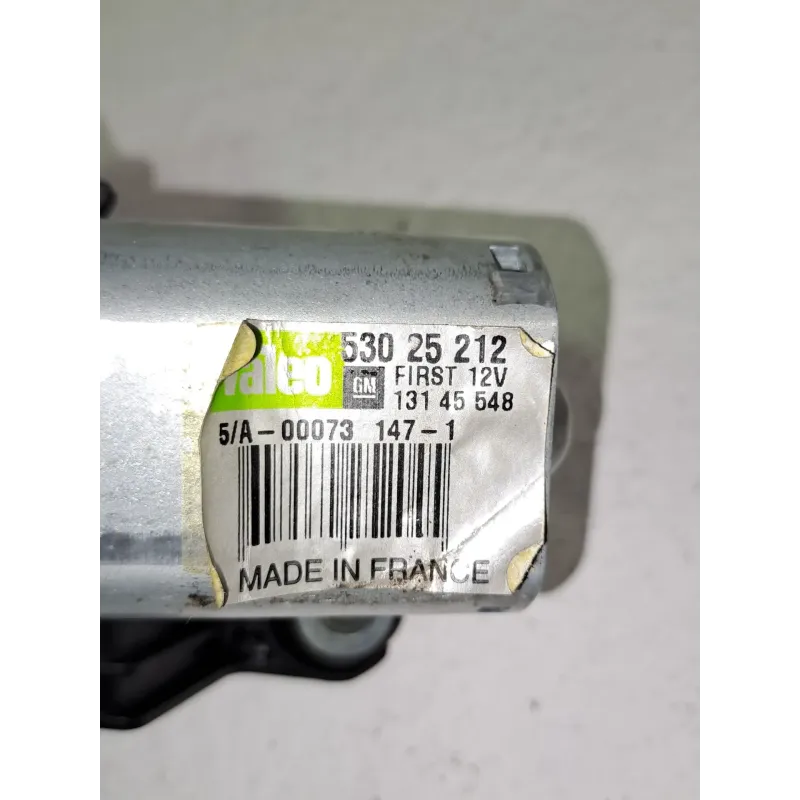 Valeo 530 25 212
GM FIRST 12V
131 45 548
5/A-00073 147-1
MADE IN FRANCE